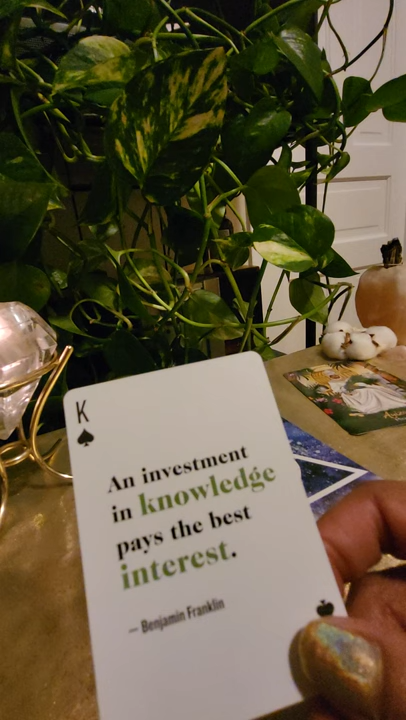 K
An investment
in knowledge
pays the best
interest.
— Benjamin Franklin